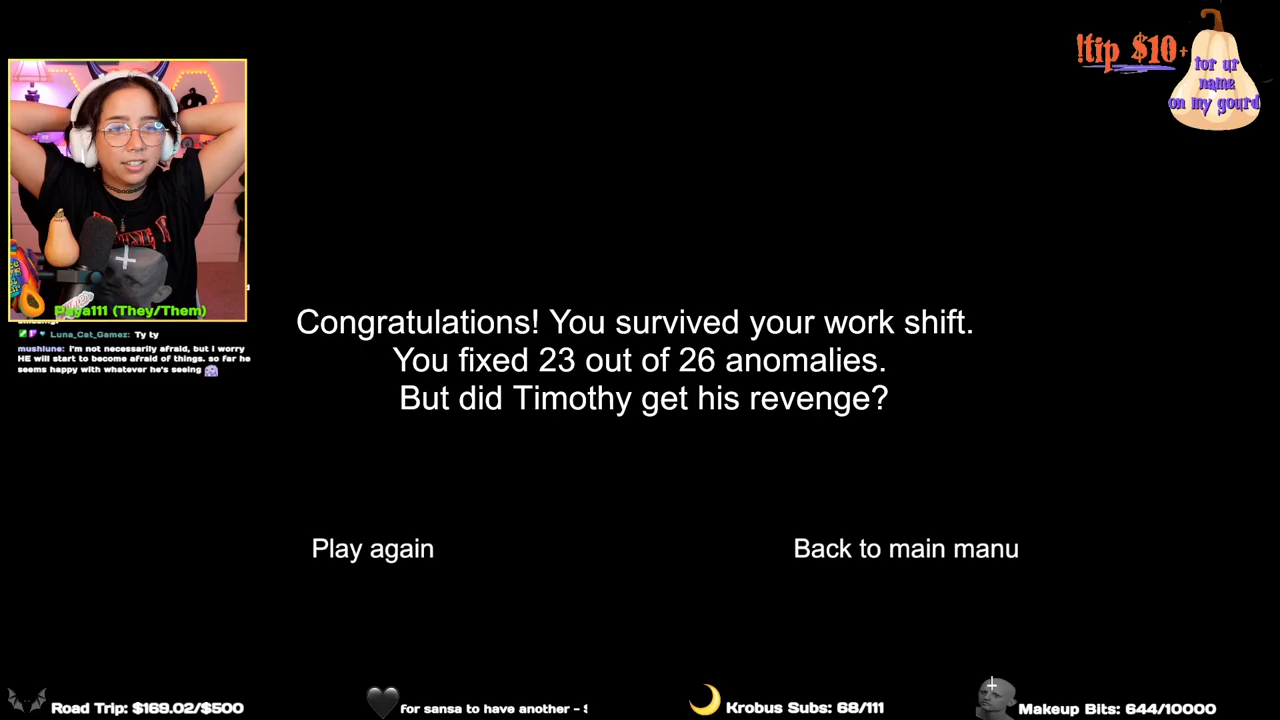 !tip $10+
for ur
name
on my gourd
Paya111 (They/Them)
Luna_Cat_Gamez: Ty ty
mushlune: I'm not necessarily afraid, but I worry
HE will start to become afraid of things. so far he
seems happy with whatever he's seeing
Congratulations! You survived your work shift.
You fixed 23 out of 26 anomalies.
But did Timothy get his revenge?
Play again
Back to main manu
Road Trip: $169.02/$500
for sansa to have another -
Krobus Subs: 68/111
Makeup Bits: 644/10000